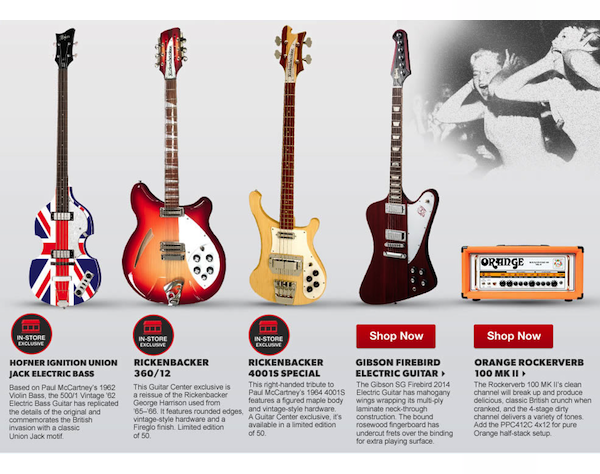 ORANGE
IN-STORE
EXCLUSIVE
HOFNER IGNITION UNION
JACK ELECTRIC BASS
Based on Paul McCartney's 1962
Violin Bass, the 500/1 Vintage '62
Electric Bass Guitar has replicated
the details of the original and
commemorates the British
invasion with a classic
Union Jack motif.
IN-STORE
EXCLUSIVE
RICKENBACKER
360/12
This Guitar Center exclusive is
a reissue of the Rickenbacker
George Harrison used from
'65–'66. It features rounded edges,
vintage-style hardware and a
Fireglo finish. Limited edition
of 50.
IN-STORE
EXCLUSIVE
RICKENBACKER
4001S SPECIAL
This right-handed tribute to
Paul McCartney's 1964 4001S
features a figured maple body
and vintage-style hardware.
A Guitar Center exclusive, it's
available in a limited edition
of 50.
Shop Now
GIBSON FIREBIRD
ELECTRIC GUITAR
The Gibson SG Firebird 2014
Electric Guitar has mahogany
wings wrapping its multi-ply
laminate neck-through
construction. The bound
rosewood fingerboard has
undercut frets over the binding
for extra playing surface.
Shop Now
ORANGE ROCKERVERB
100 MK II
The Rockerverb 100 MK II's clean
channel will break up and produce
delicious, classic British crunch when
cranked, and the 4-stage dirty
channel delivers a variety of tones.
Add the PPC412C 4x12 for pure
Orange half-stack setup.